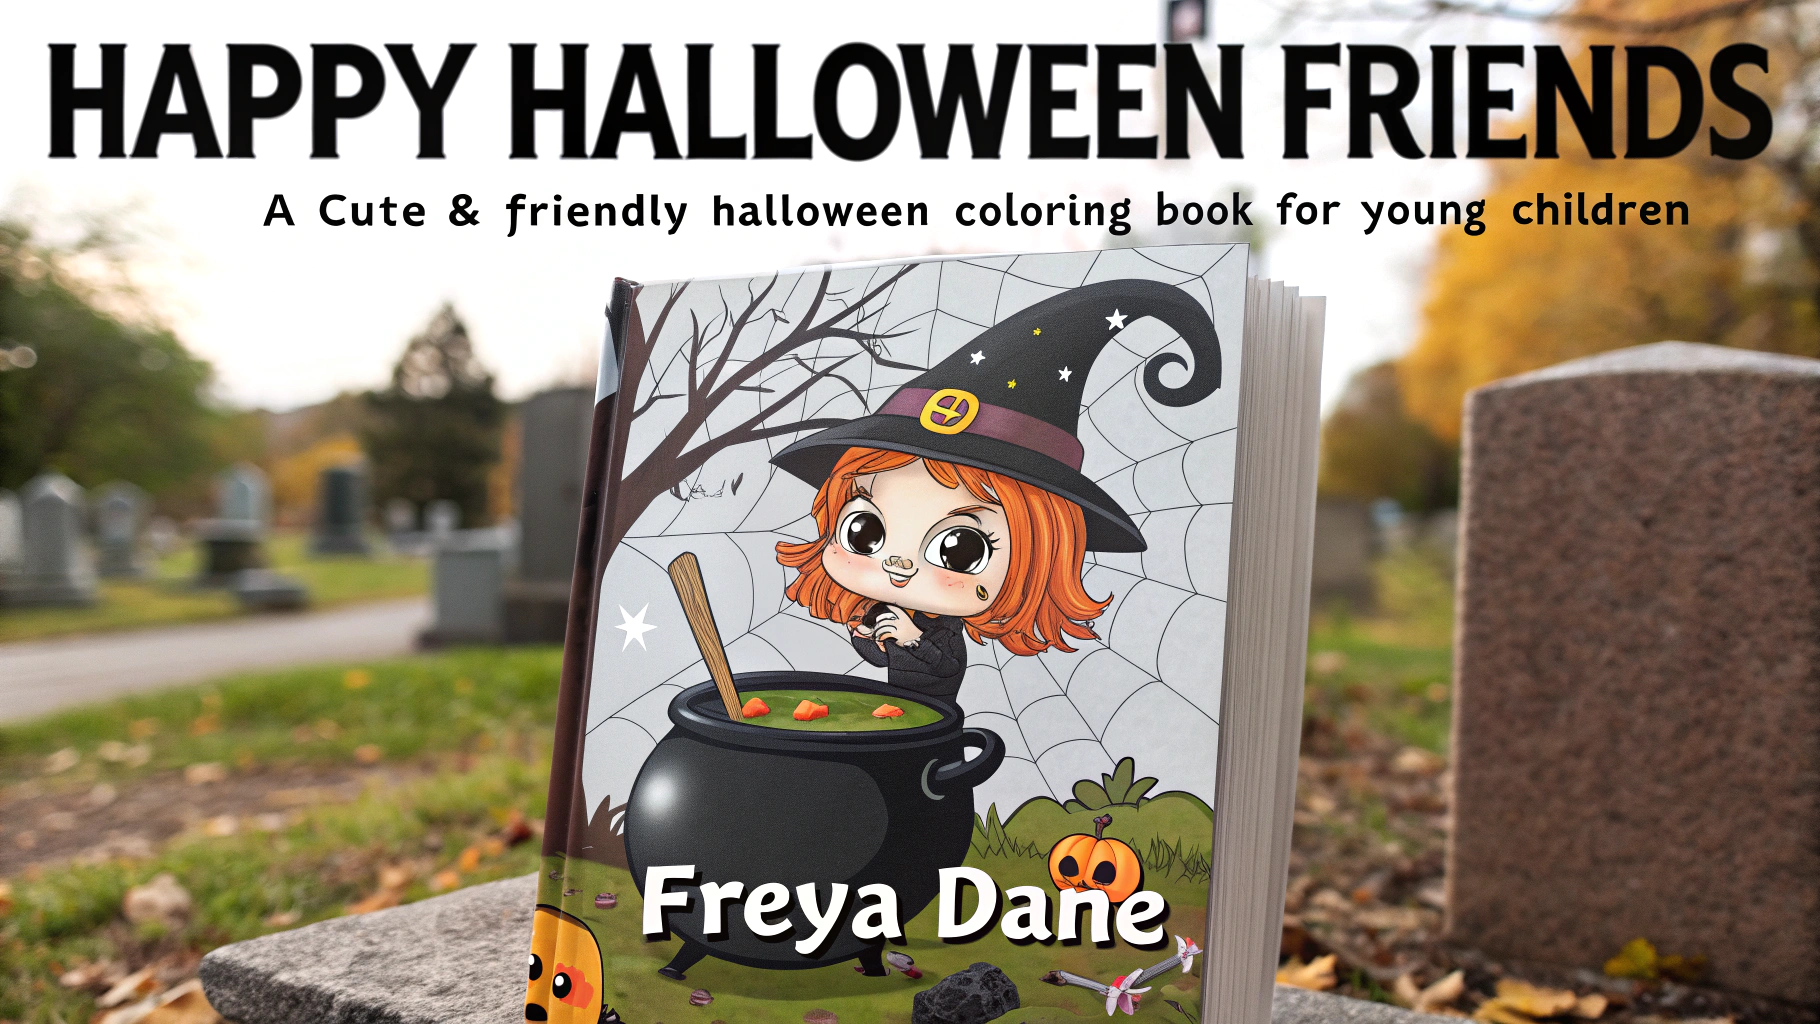 HAPPY HALLOWEEN FRIENDS
A Cute & friendly halloween coloring book for young children
Freya Dane